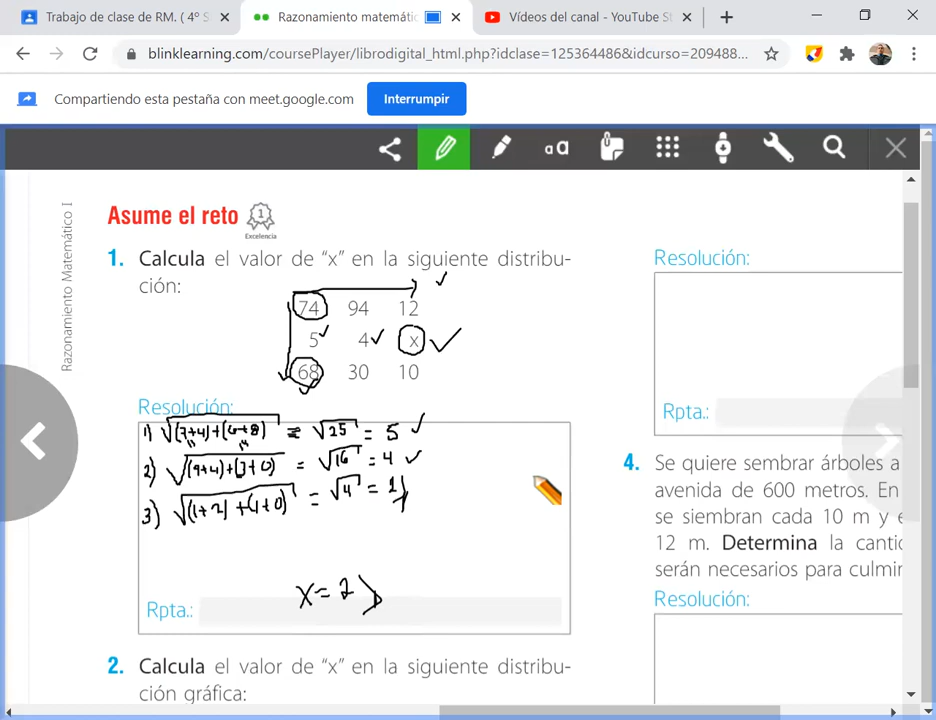 Trabajo de clase de RM. ( 4º S
Razonamiento matemátic
Vídeos del canal - YouTube St
blinklearning.com/coursePlayer/librodigital_html.php?idclase=125364486&idcurso=209488...
Compartiendo esta pestaña con meet.google.com
Interrumpir
aa
Razonamiento Matemático I
Asume el reto
1
Excelencia
1. Calcula el valor de “x” en la siguiente distribu-
ción:
74 94 12
5 4 x
68 30 10
Resolución:
1) √(7+4)+(6+8) = √25 = 5
2) √(9+4)+(3+0) = √16 = 4
3) √(1+2)+(1+0) = √4 = 2
x = 2
Rpta.:
2. Calcula el valor de “x” en la siguiente distribu-
ción gráfica:
Resolución:
Rpta.:
4. Se quiere sembrar árboles a
avenida de 600 metros. En
se siembran cada 10 m y e
12 m. Determina la cantic
serán necesarios para culmir
Resolución: